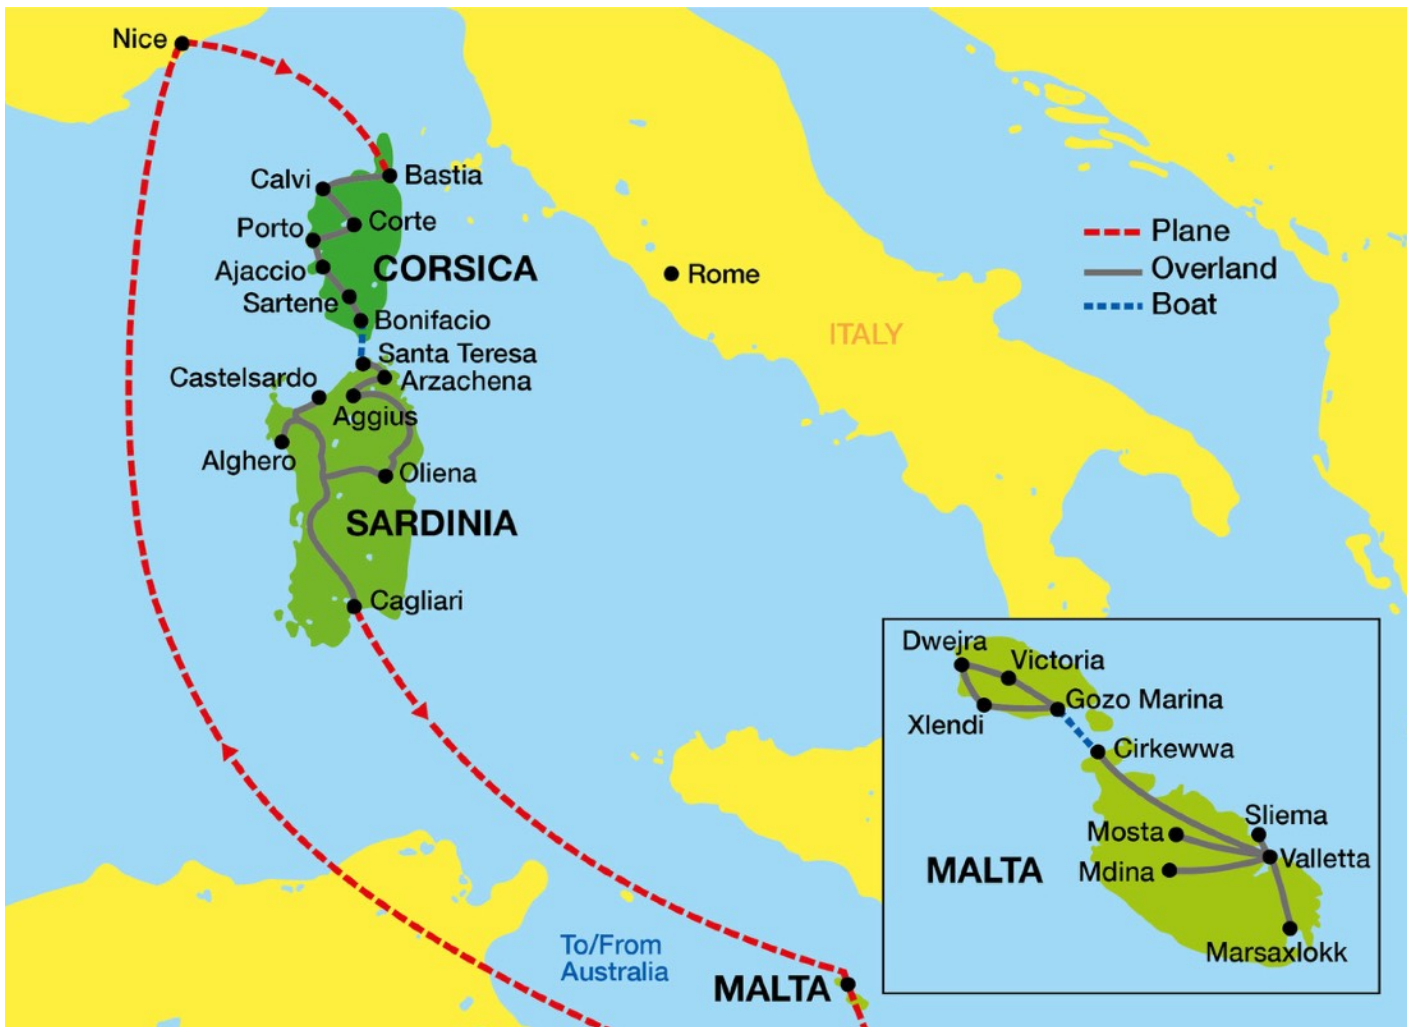 Nice
Calvi
Bastia
Corte
Porto
Ajaccio
CORSICA
Sartene
Bonifacio
Santa Teresa
Castelsardo
Arzachena
Aggius
Alghero
Oliena
SARDINIA
Cagliari
Rome
ITALY
Plane
Overland
Boat
Dwejra
Victoria
Gozo Marina
Xlendi
Cirkewwa
Sliema
Mosta
Valletta
Mdina
MALTA
Marsaxlokk
To/From
Australia
MALTA